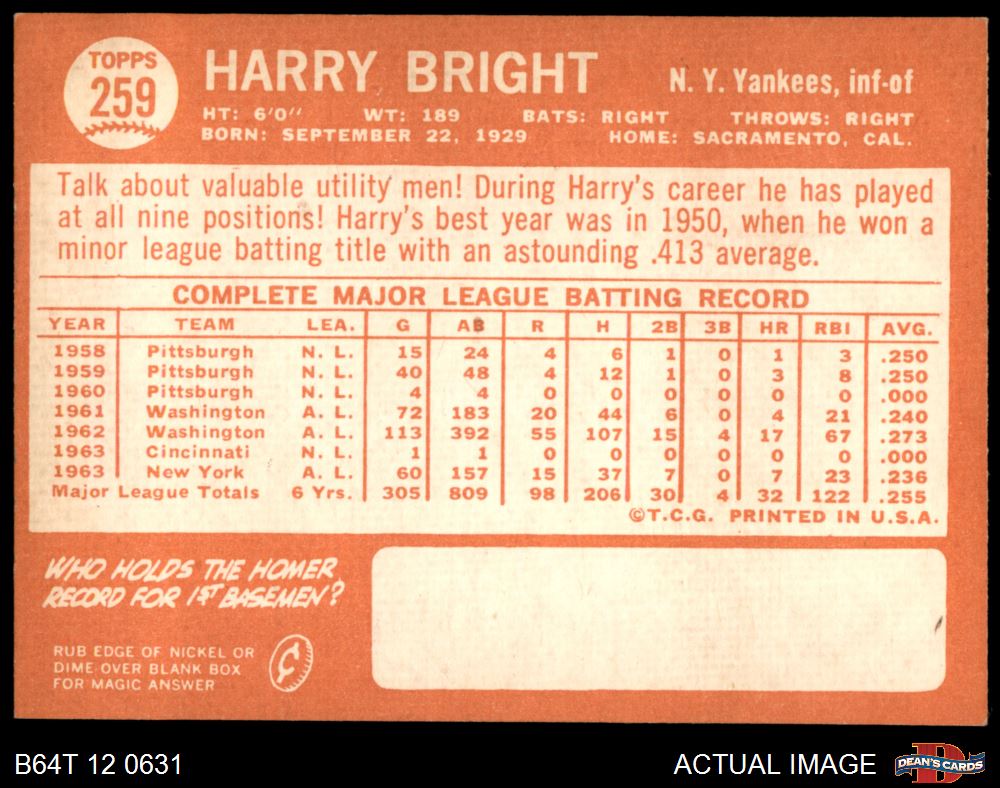 TOPPS
259
HARRY BRIGHT N. Y. Yankees, inf-of
HT: 6'0" WT: 189 BATS: RIGHT THROWS: RIGHT
BORN: SEPTEMBER 22, 1929 HOME: SACRAMENTO, CAL.
Talk about valuable utility men! During Harry's career he has played
at all nine positions! Harry's best year was in 1950, when he won a
minor league batting title with an astounding .413 average.
COMPLETE MAJOR LEAGUE BATTING RECORD
YEAR TEAM LEA. G AB R H 2B 3B HR RBI AVG.
1958 Pittsburgh N. L. 15 24 4 6 1 0 1 3 .250
1959 Pittsburgh N. L. 40 48 4 12 1 0 3 8 .250
1960 Pittsburgh N. L. 4 4 0 0 0 0 0 0 .000
1961 Washington A. L. 72 183 20 44 6 0 4 21 .240
1962 Washington A. L. 113 392 55 107 15 4 17 67 .273
1963 Cincinnati N. L. 1 1 0 0 0 0 0 0 .000
1963 New York A. L. 60 157 15 37 7 0 7 23 .236
Major League Totals 6 Yrs. 305 809 98 206 30 4 32 122 .255
©T.C.G. PRINTED IN U.S.A.
WHO HOLDS THE HOMER
RECORD FOR 1ST BASEMEN?
RUB EDGE OF NICKEL OR
DIME OVER BLANK BOX
FOR MAGIC ANSWER
¢
B64T 12 0631 ACTUAL IMAGE
D
DEAN'S CARDS